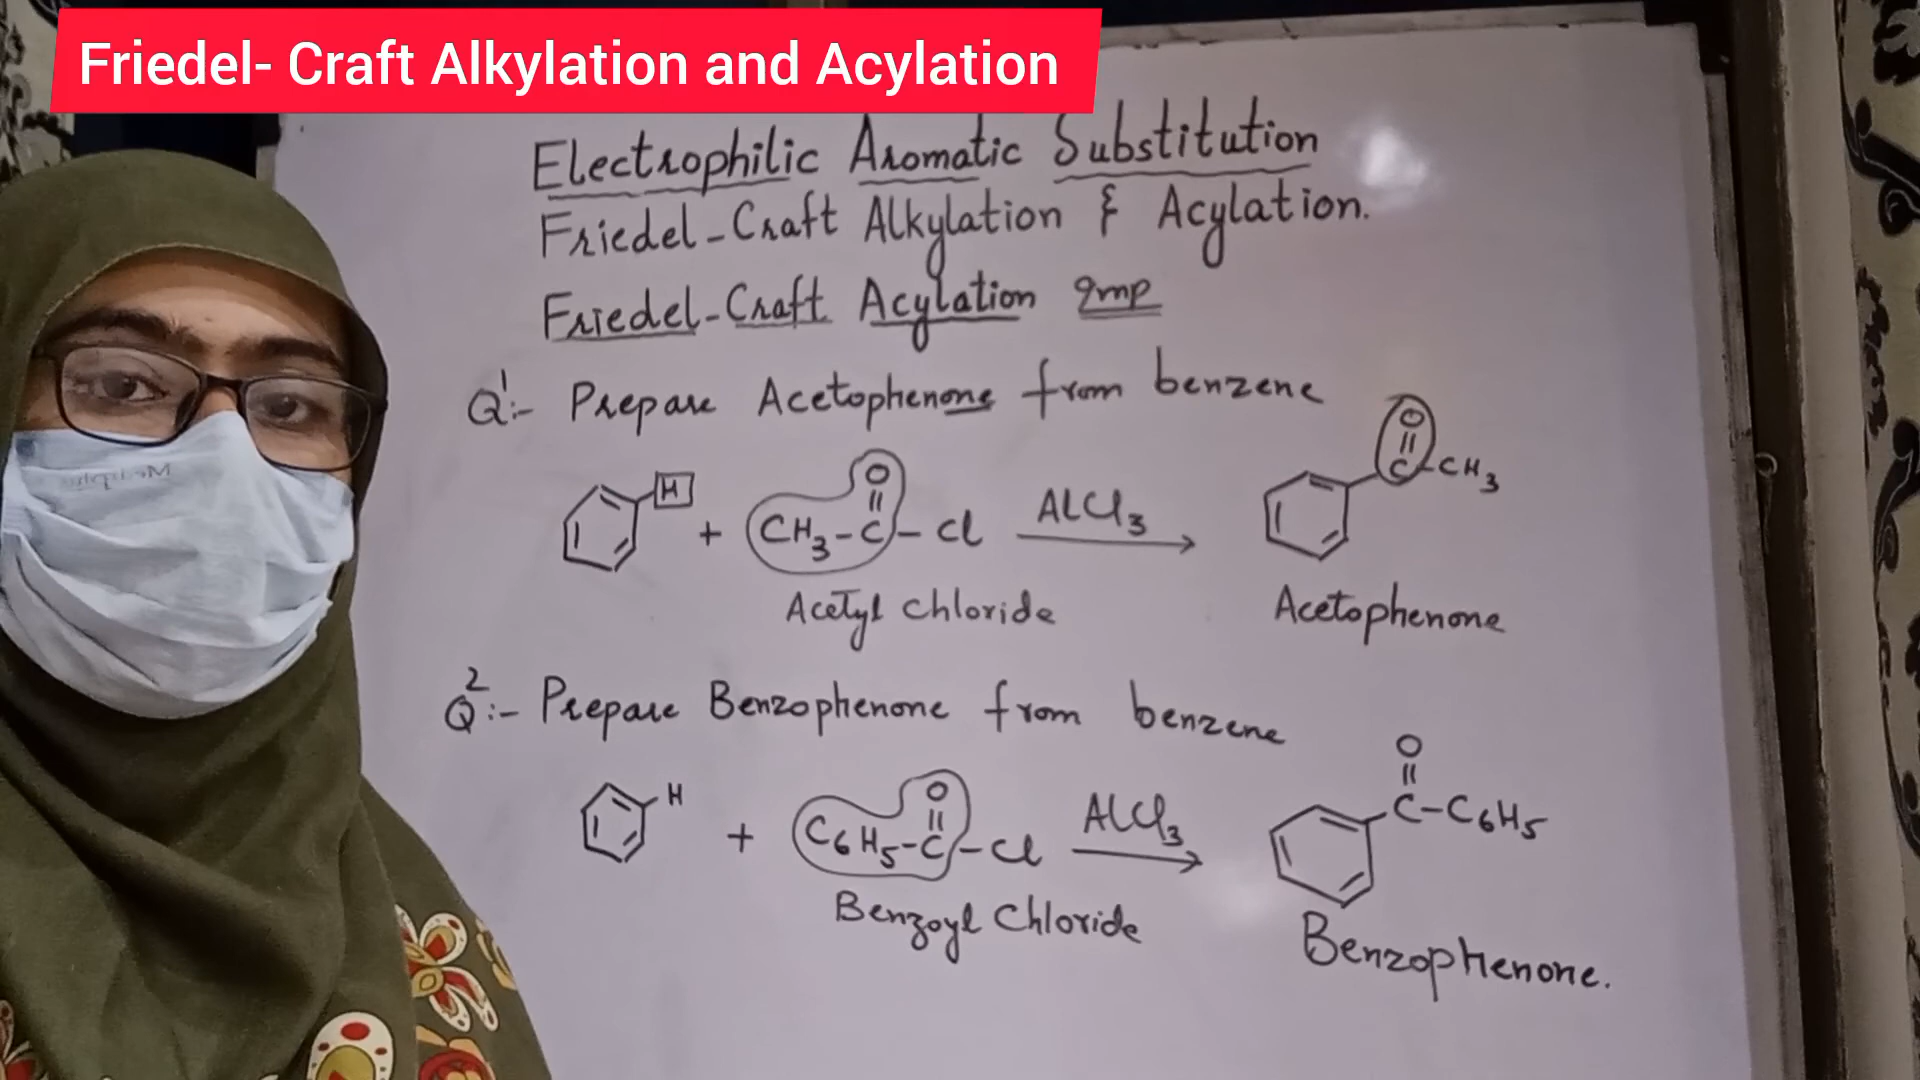 Friedel- Craft Alkylation and Acylation
Electrophilic Aromatic Substitution
Friedel-Craft Alkylation & Acylation.
Friedel-Craft Acylation Imp
Q1:- Prepare Acetophenone from benzene
H + CH3-C-Cl AlCl3 C-CH3
O O
Acetyl chloride Acetophenone
Q2:- Prepare Benzophenone from benzene
O O
H + C6H5-C-Cl AlCl3 C-C6H5
Benzoyl Chloride Benzophenone.